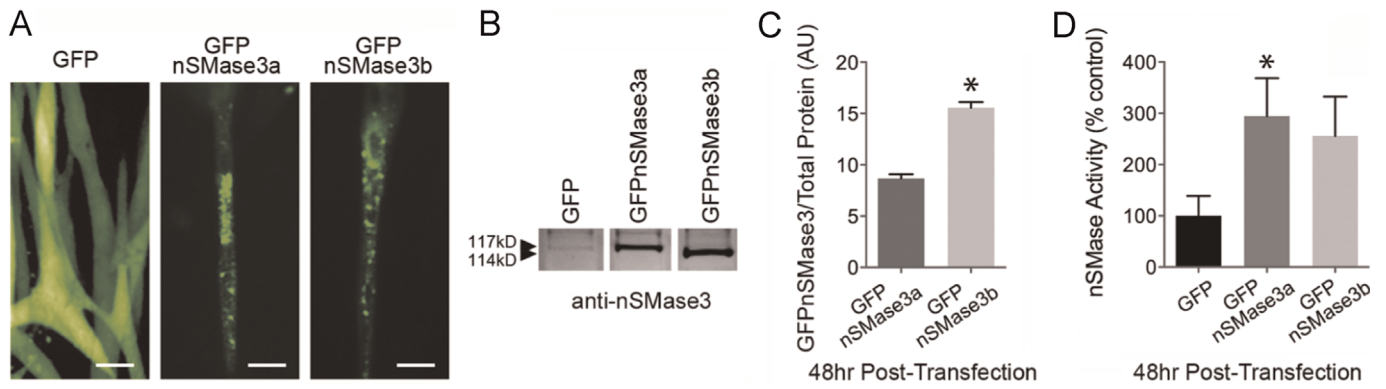 A
GFP
GFP
nSMase3a
GFP
nSMase3b
B
GFP
GFPnSMase3a
GFPnSMase3b
117kD
114kD
anti-nSMase3
C
GFPnSMase3/Total Protein (AU)
20
15
10
5
0
*
GFP
nSMase3a
GFP
nSMase3b
48hr Post-Transfection
D
nSMase Activity (% control)
400
300
200
100
0
*
GFP
GFP
nSMase3a
GFP
nSMase3b
48hr Post-Transfection